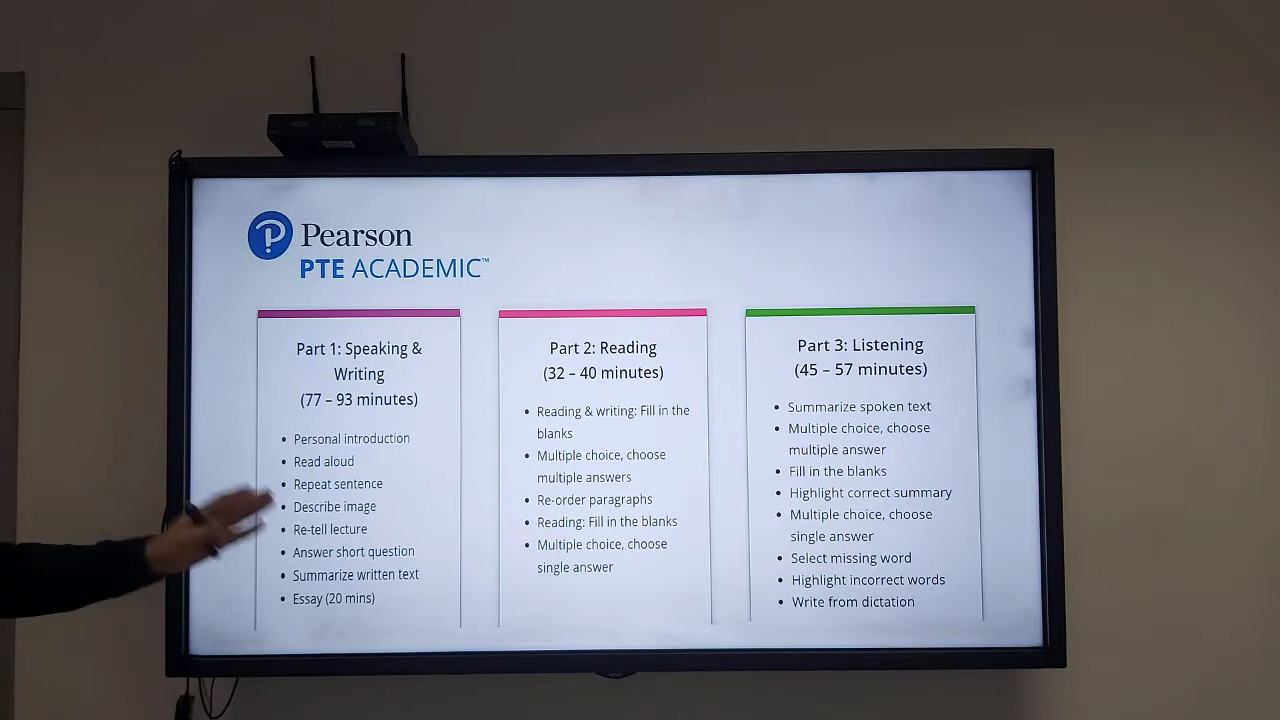 Pearson
PTE ACADEMIC™
Part 1: Speaking &
Writing
(77 – 93 minutes)
• Personal introduction
• Read aloud
• Repeat sentence
• Describe image
• Re-tell lecture
• Answer short question
• Summarize written text
• Essay (20 mins)
Part 2: Reading
(32 – 40 minutes)
• Reading & writing: Fill in the
blanks
• Multiple choice, choose
multiple answers
• Re-order paragraphs
• Reading: Fill in the blanks
• Multiple choice, choose
single answer
Part 3: Listening
(45 – 57 minutes)
• Summarize spoken text
• Multiple choice, choose
multiple answer
• Fill in the blanks
• Highlight correct summary
• Multiple choice, choose
single answer
• Select missing word
• Highlight incorrect words
• Write from dictation